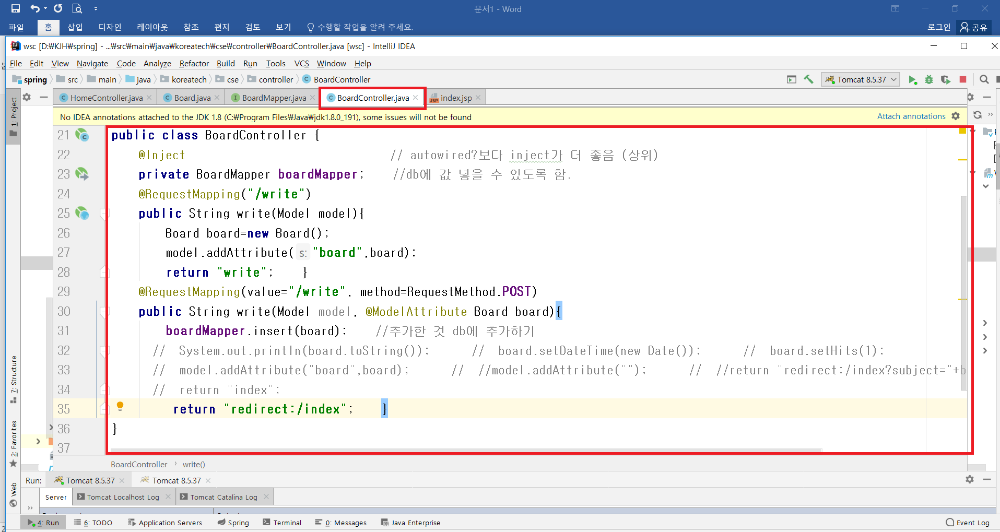 문서1 - Word
파일 홈 삽입 디자인 레이아웃 참조 편지 검토 보기 수행할 작업을 알려 주세요. 로그인 공유
wsc [D:₩KJH₩spring] - ...₩src₩main₩java₩koreatech₩cse₩controller₩BoardController.java [wsc] - IntelliJ IDEA
File Edit View Navigate Code Analyze Refactor Build Run Tools VCS Window Help
spring src main java koreatech cse controller BoardController Tomcat 8.5.37
HomeController.java Board.java BoardMapper.java BoardController.java index.jsp
No IDEA annotations attached to the JDK 1.8 (C:₩Program Files₩Java₩jdk1.8.0_191), some issues will not be found Attach annotations
1: Project
7: Structure
2: Favorites
Web
21 public class BoardController {
22 @Inject // autowired?보다 inject가 더 좋음 (상위)
23 private BoardMapper boardMapper; //db에 값 넣을 수 있도록 함.
24 @RequestMapping("/write")
25 public String write(Model model){
26 Board board=new Board();
27 model.addAttribute( s: "board",board);
28 return "write"; }
29 @RequestMapping(value="/write", method=RequestMethod.POST)
30 public String write(Model model, @ModelAttribute Board board){
31 boardMapper.insert(board); //추가한 것 db에 추가하기
32 // System.out.println(board.toString()); // board.setDateTime(new Date()); // board.setHits(1);
33 // model.addAttribute("board",board); // //model.addAttribute(""); // //return "redirect:/index?subject="+b
34 // return "index";
35 return "redirect:/index"; }
36 }
37
BoardController › write()
Run: Tomcat 8.5.37 Tomcat 8.5.37
Server Tomcat Localhost Log Tomcat Catalina Log
4: Run 6: TODO Application Servers Spring Terminal 0: Messages Java Enterprise Event Log